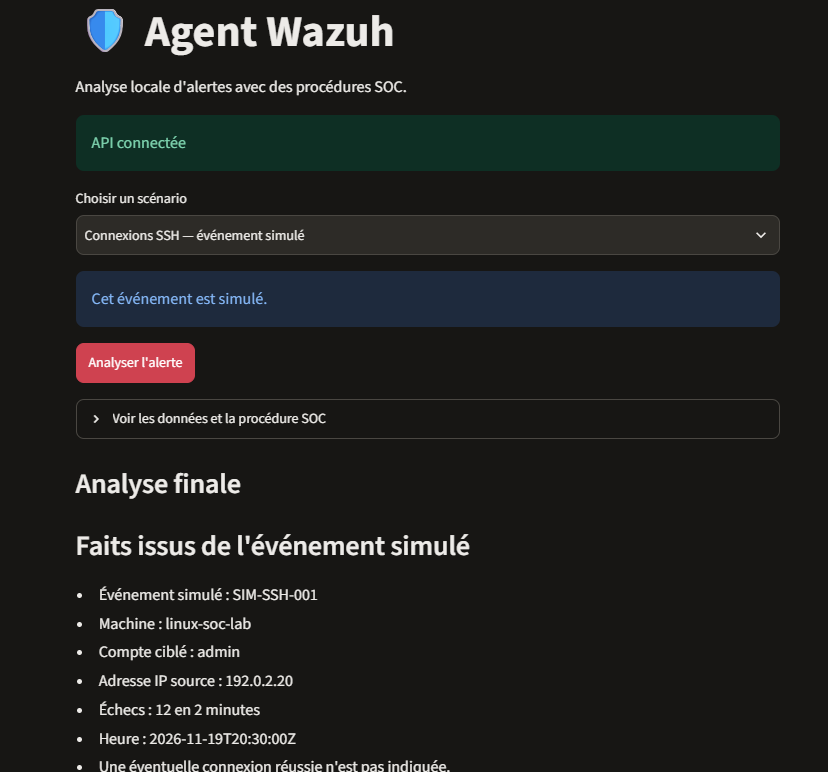 Agent Wazuh
Analyse locale d'alertes avec des procédures SOC.
API connectée
Choisir un scénario
Connexions SSH — événement simulé
Cet événement est simulé.
Analyser l'alerte
Voir les données et la procédure SOC
Analyse finale
Faits issus de l'événement simulé
Événement simulé : SIM-SSH-001
Machine : linux-soc-lab
Compte ciblé : admin
Adresse IP source : 192.0.2.20
Échecs : 12 en 2 minutes
Heure : 2026-11-19T20:30:00Z
Une éventuelle connexion réussie n'est pas indiquée.